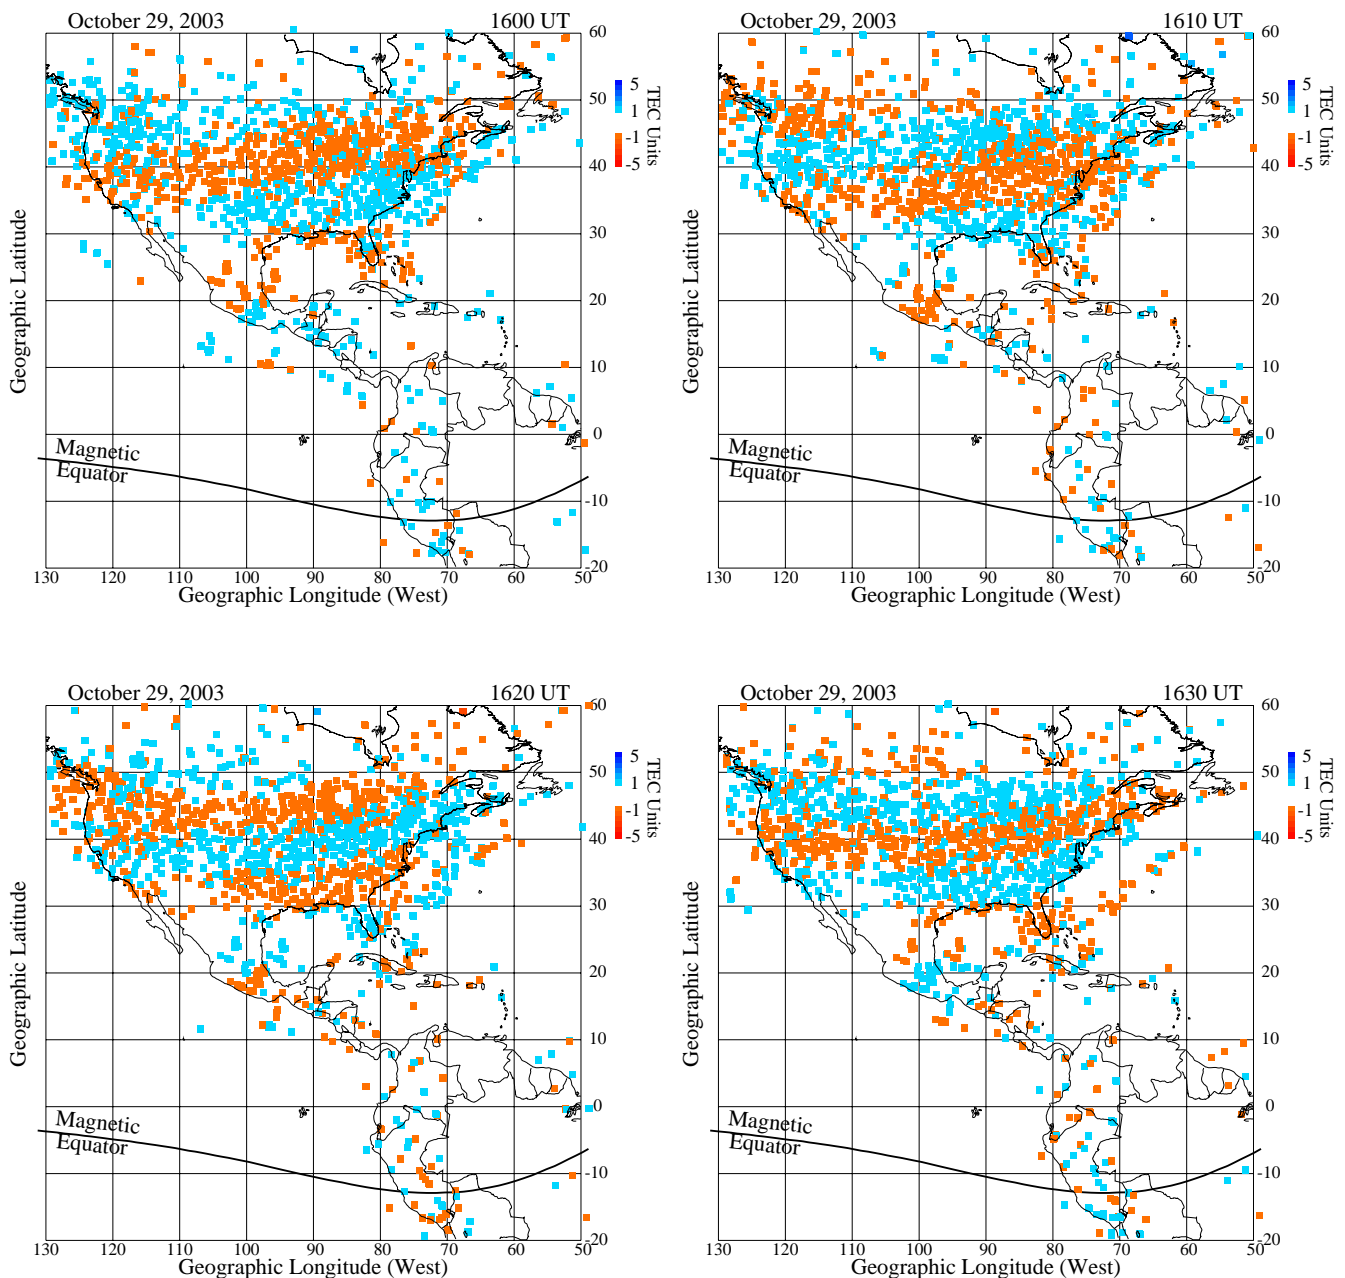 October 29, 2003 1600 UT
60
50
40
30
20
10
0
-10
-20
5
1
-1
-5
TEC Units
Geographic Latitude
Magnetic
Equator
130 120 110 100 90 80 70 60 50
Geographic Longitude (West)
October 29, 2003 1610 UT
60
50
40
30
20
10
0
-10
-20
5
1
-1
-5
TEC Units
Geographic Latitude
Magnetic
Equator
130 120 110 100 90 80 70 60 50
Geographic Longitude (West)
October 29, 2003 1620 UT
60
50
40
30
20
10
0
-10
-20
5
1
-1
-5
TEC Units
Geographic Latitude
Magnetic
Equator
130 120 110 100 90 80 70 60 50
Geographic Longitude (West)
October 29, 2003 1630 UT
60
50
40
30
20
10
0
-10
-20
5
1
-1
-5
TEC Units
Geographic Latitude
Magnetic
Equator
130 120 110 100 90 80 70 60 50
Geographic Longitude (West)